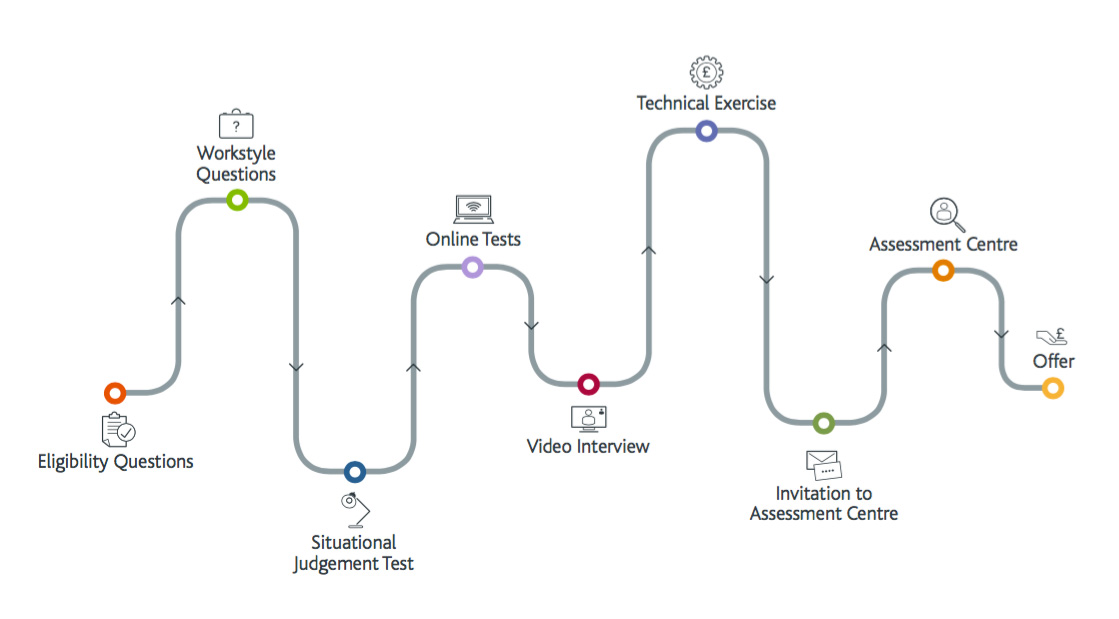 Eligibility Questions
?
Workstyle
Questions
Situational
Judgement Test
Online Tests
Video Interview
£
Technical Exercise
Invitation to
Assessment Centre
Assessment Centre
£
Offer